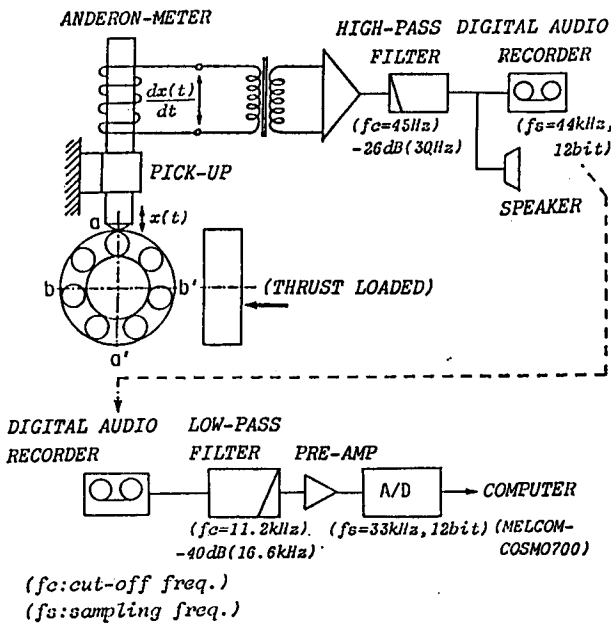 ANDERON-METER
HIGH-PASS
FILTER
DIGITAL AUDIO
RECORDER
dx(t)
dt
(fc=45Hz)
-26dB(30Hz)
(fs=44kHz,
12bit)
PICK-UP
SPEAKER
a
x(t)
b
b'
(THRUST LOADED)
a'
DIGITAL AUDIO
RECORDER
LOW-PASS
FILTER
PRE-AMP
A/D
COMPUTER
(fc=11.2kHz)
-40dB(16.6kHz)
(fs=33kHz,12bit)
(MELCOM-
COSMO700)
(fc:cut-off freq.)
(fs:sampling freq.)